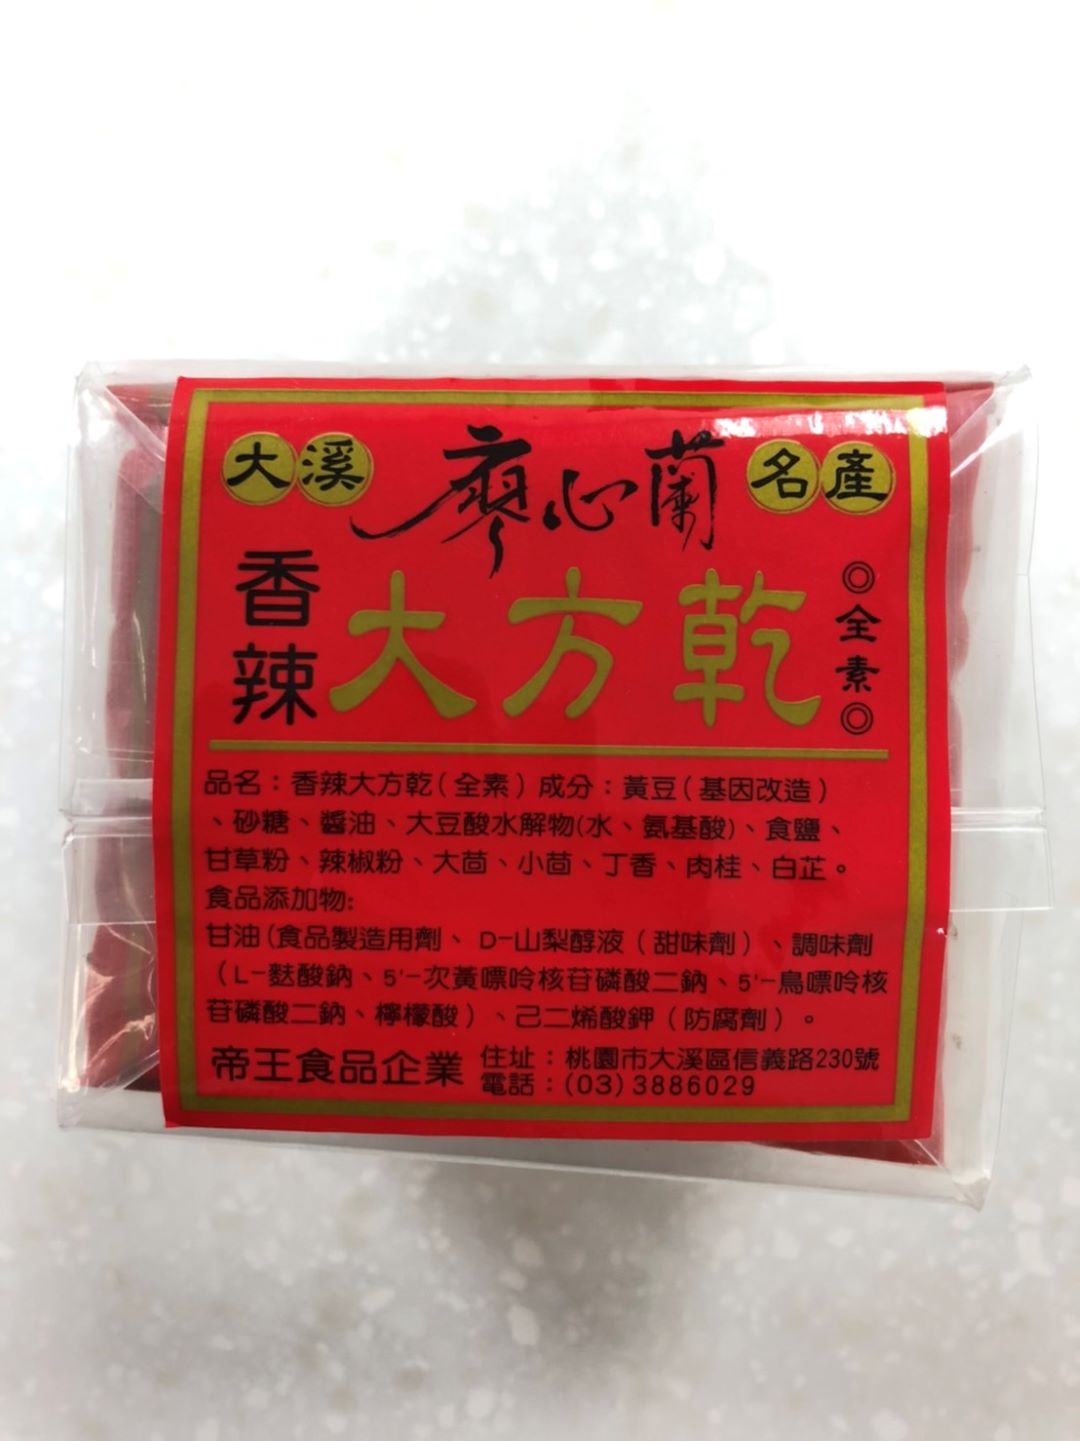 大溪 廖心蘭 名產
香辣 大方乾 ◎全素◎
品名：香辣大方乾(全素)成分：黃豆(基因改造)
、砂糖、醬油、大豆酸水解物(水、氨基酸)、食鹽、
甘草粉、辣椒粉、大茴、小茴、丁香、肉桂、白芷。
食品添加物:
甘油(食品製造用劑、D-山梨醇液(甜味劑)、調味劑
(L-麩酸鈉、5'-次黃嘌呤核苷磷酸二鈉、5'-鳥嘌呤核
苷磷酸二鈉、檸檬酸)、己二烯酸鉀(防腐劑)。
帝王食品企業 住址：桃園市大溪區信義路230號
電話：(03)3886029